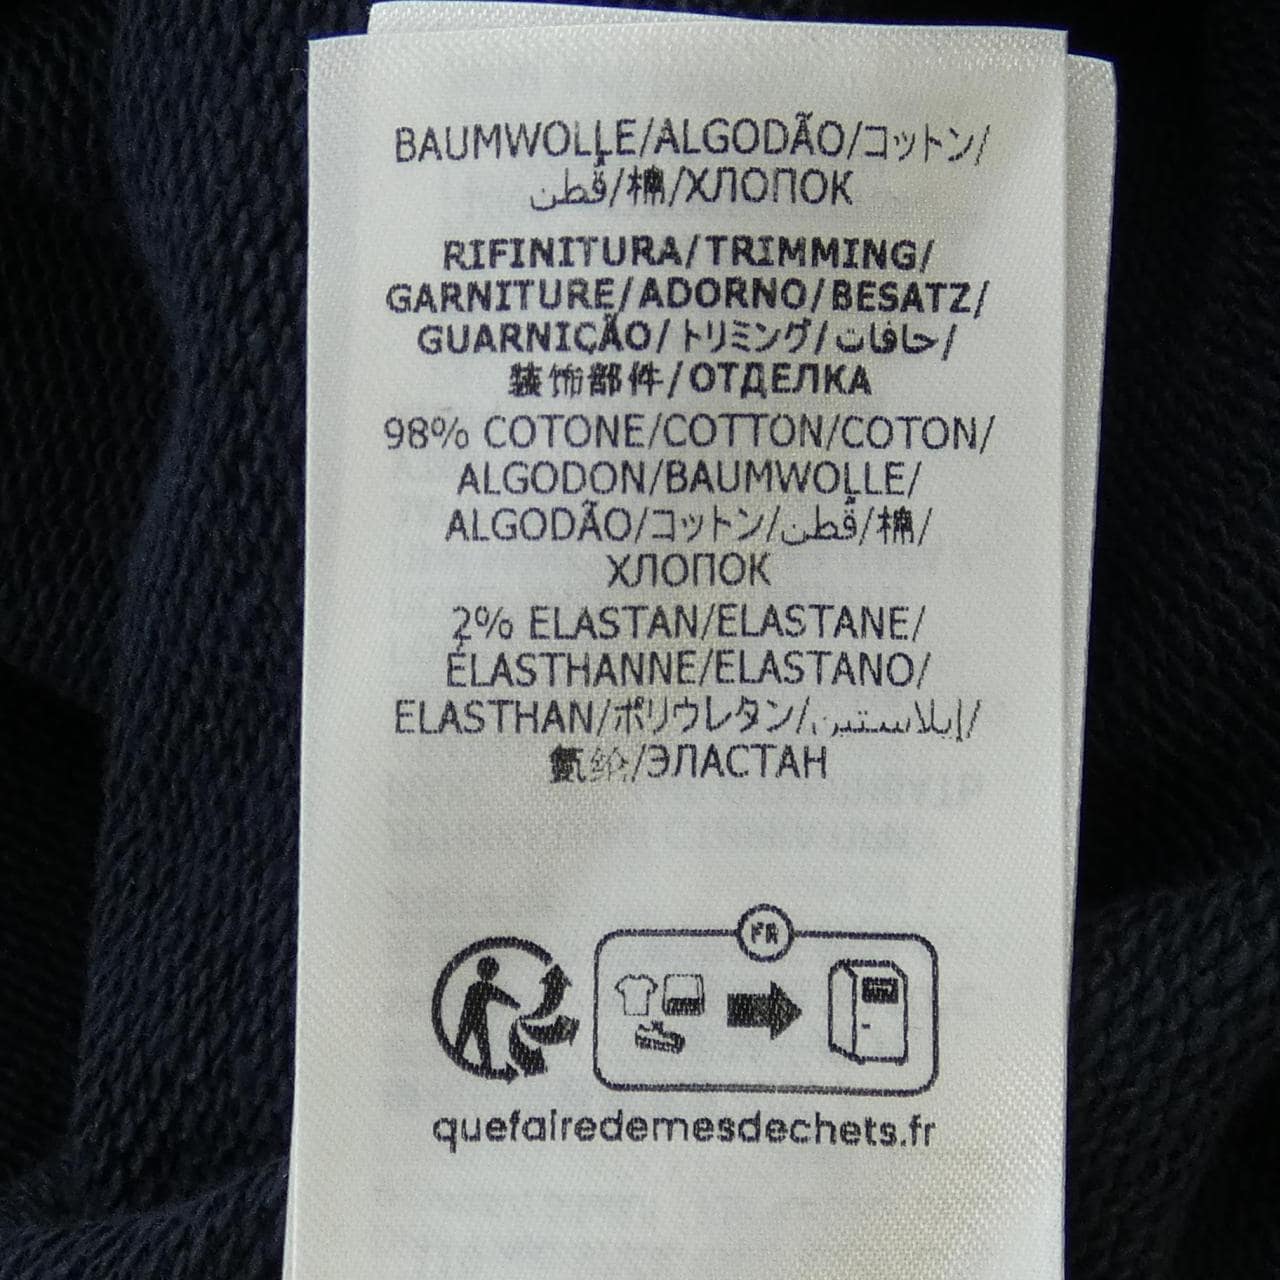 BAUMWOLLE/ALGODÃO/コットン/
قطن/棉/ХЛОПОК
RIFINITURA/TRIMMING/
GARNITURE/ADORNO/BESATZ/
GUARNIÇÃO/トリミング/حافات/
装饰部件/ОТДЕЛКА
98% COTONE/COTTON/COTON/
ALGODON/BAUMWOLLE/
ALGODÃO/コットン/قطن/棉/
ХЛОПОК
2% ELASTAN/ELASTANE/
ÉLASTHANNE/ELASTANO/
ELASTHAN/ポリウレタン/إيلاستين/
氨纶/ЭЛАСТАН
FR
quefairedemesdechets.fr